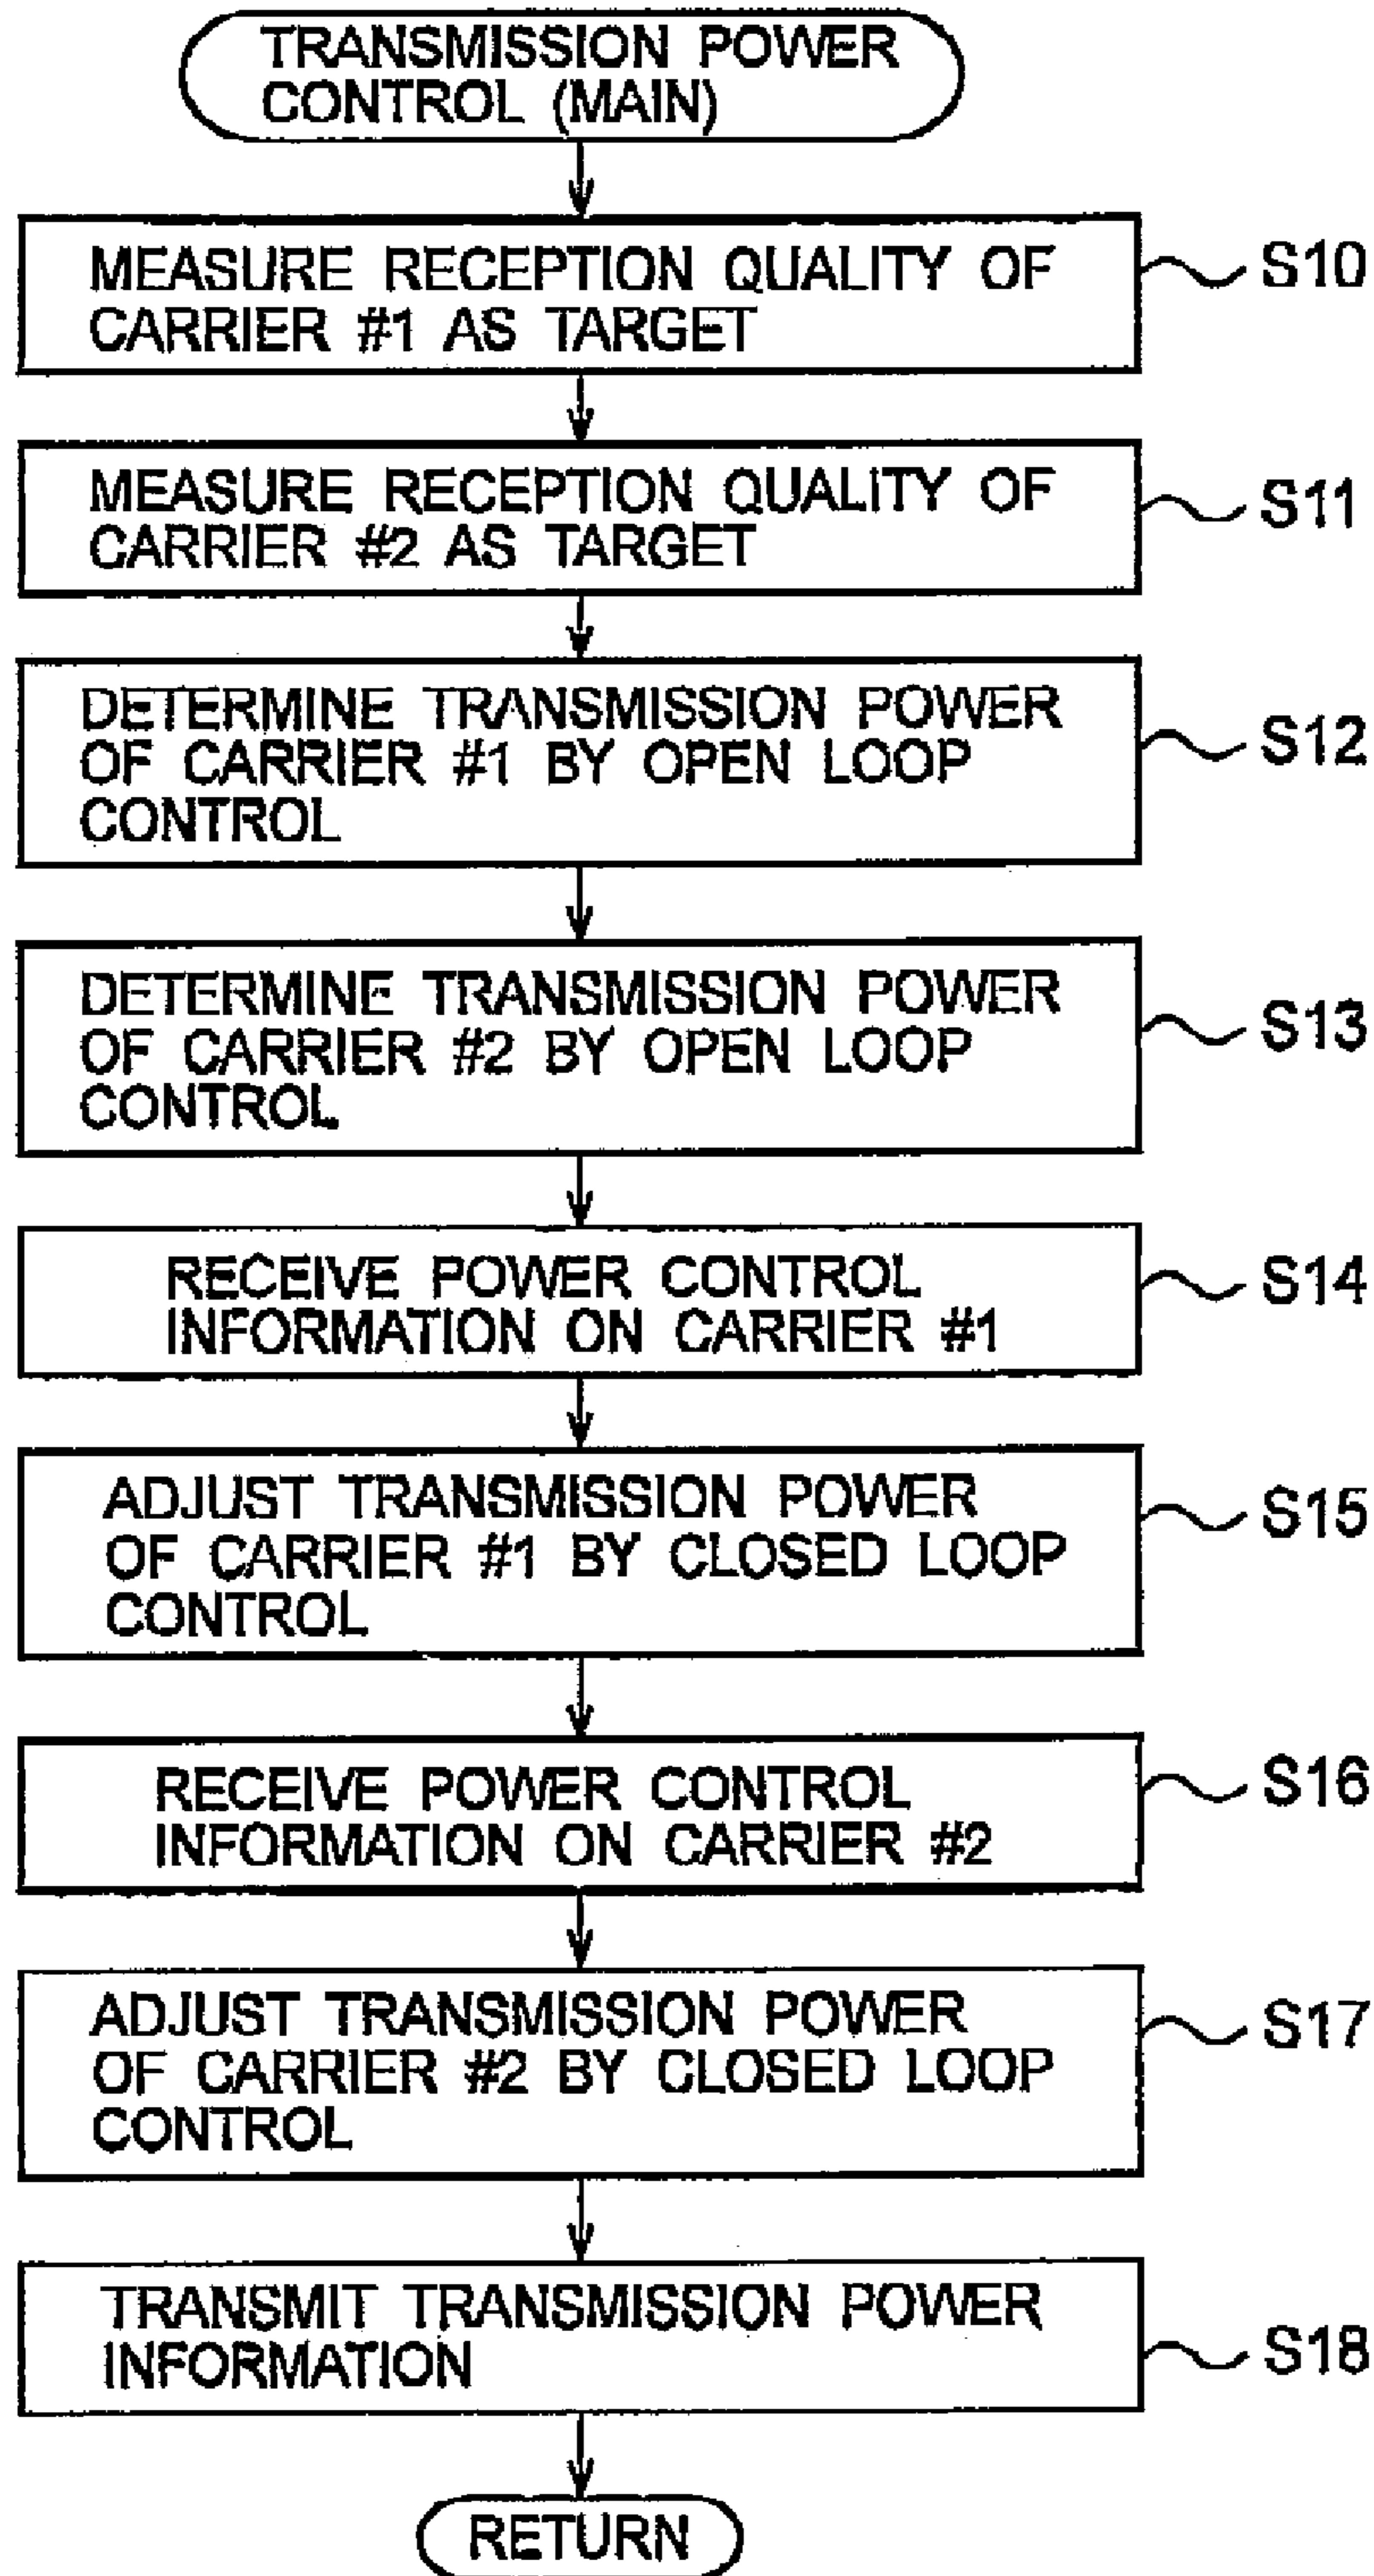 TRANSMISSION POWER
CONTROL (MAIN)
MEASURE RECEPTION QUALITY OF
CARRIER #1 AS TARGET
S10
MEASURE RECEPTION QUALITY OF
CARRIER #2 AS TARGET
S11
DETERMINE TRANSMISSION POWER
OF CARRIER #1 BY OPEN LOOP
CONTROL
S12
DETERMINE TRANSMISSION POWER
OF CARRIER #2 BY OPEN LOOP
CONTROL
S13
RECEIVE POWER CONTROL
INFORMATION ON CARRIER #1
S14
ADJUST TRANSMISSION POWER
OF CARRIER #1 BY CLOSED LOOP
CONTROL
S15
RECEIVE POWER CONTROL
INFORMATION ON CARRIER #2
S16
ADJUST TRANSMISSION POWER
OF CARRIER #2 BY CLOSED LOOP
CONTROL
S17
TRANSMIT TRANSMISSION POWER
INFORMATION
S18
RETURN